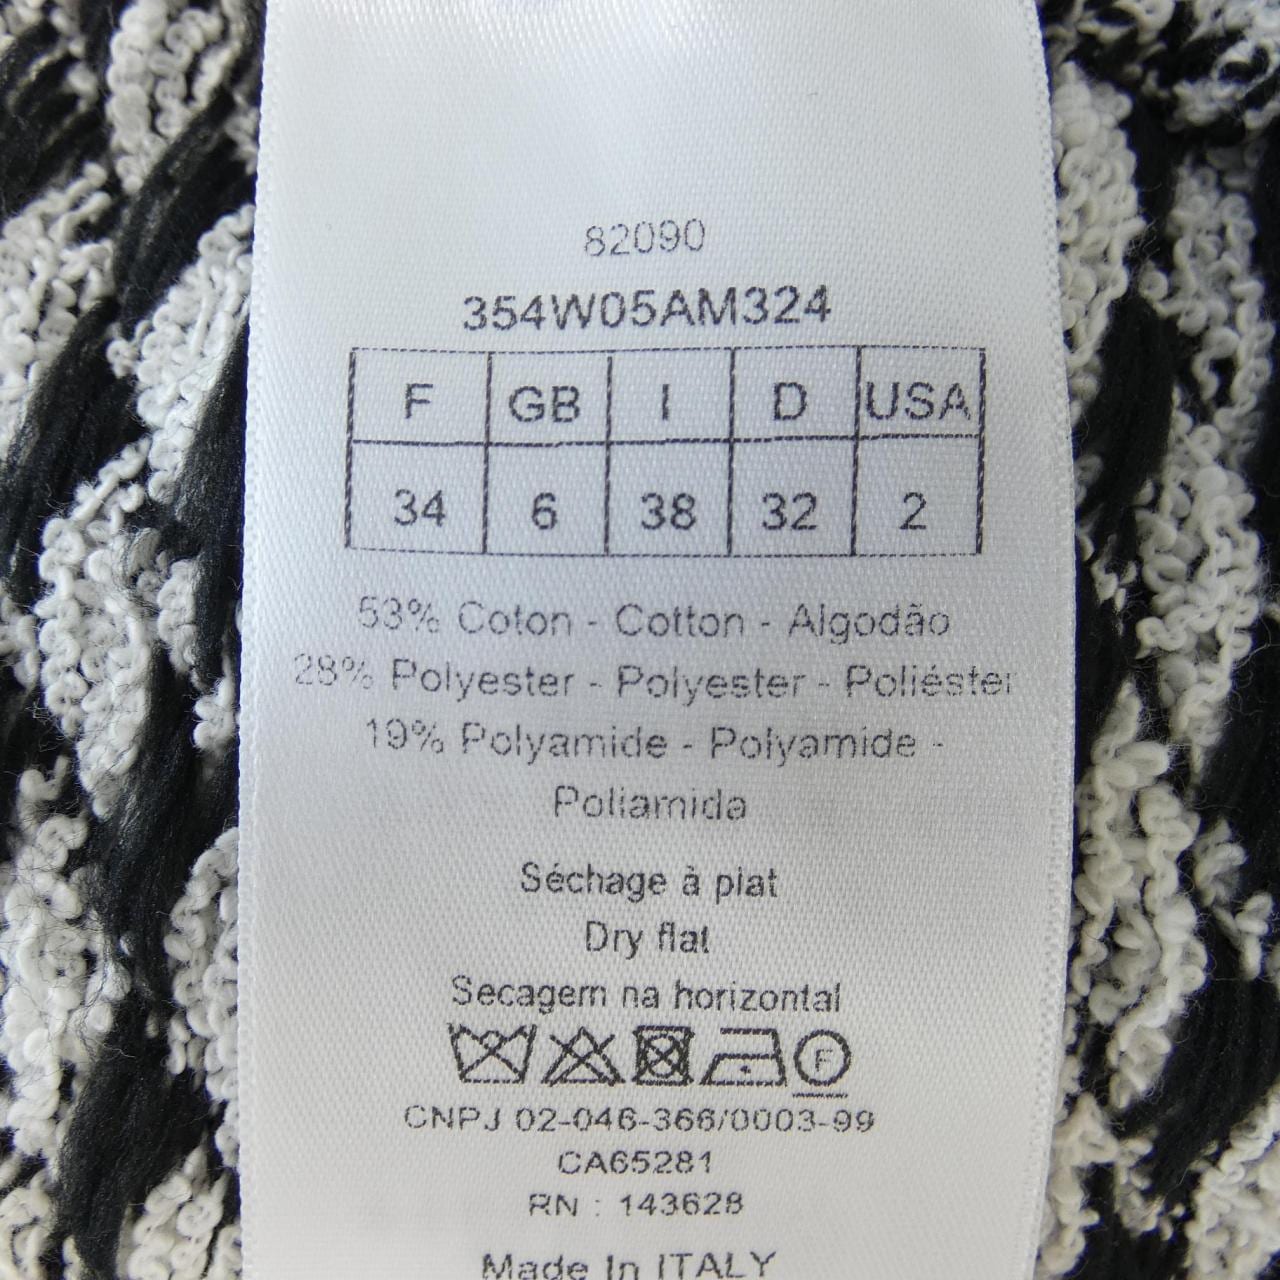 82090
354W05AM324
F GB I D USA
34 6 38 32 2
53% Coton - Cotton - Algodão
28% Polyester - Polyester - Poliéster
19% Polyamide - Polyamide -
Poliamida
Séchage à plat
Dry flat
Secagem na horizontal
F
CNPJ 02-046-366/0003-99
CA65281
RN : 143628
Made In ITALY